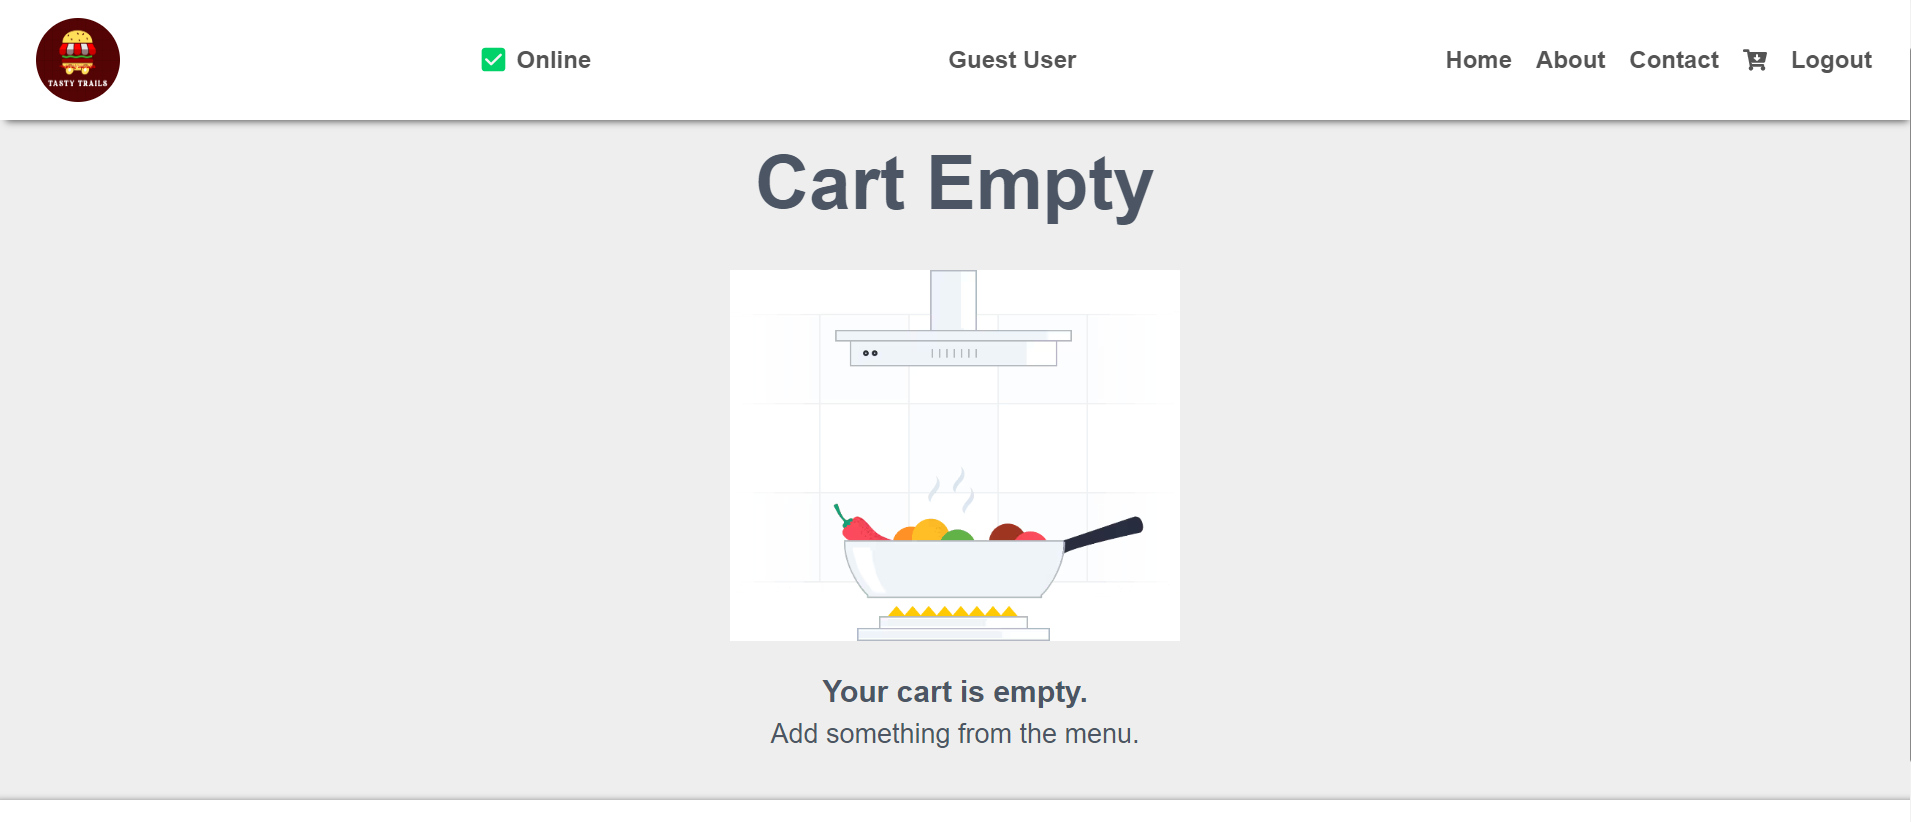 TASTY TRAILS
Online
Guest User
Home About Contact Logout
Cart Empty
Your cart is empty.
Add something from the menu.